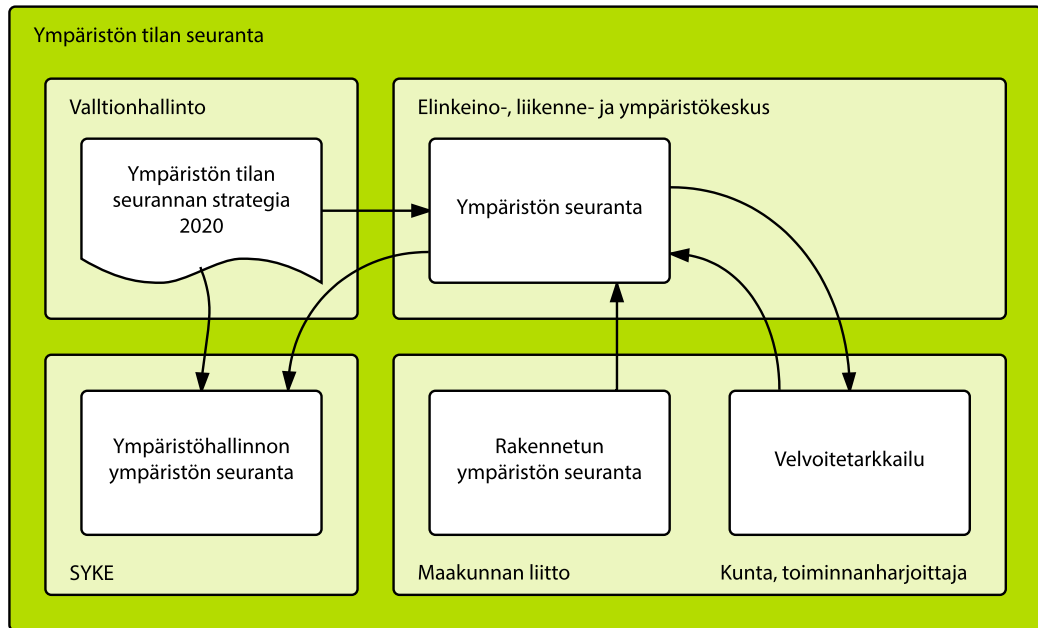 Ympäristön tilan seuranta
Valltionhallinto
Ympäristön tilan
seurannan strategia
2020
Elinkeino-, liikenne- ja ympäristökeskus
Ympäristön seuranta
Ympäristöhallinnon
ympäristön seuranta
SYKE
Rakennetun
ympäristön seuranta
Velvoitetarkkailu
Maakunnan liitto
Kunta, toiminnanharjoittaja